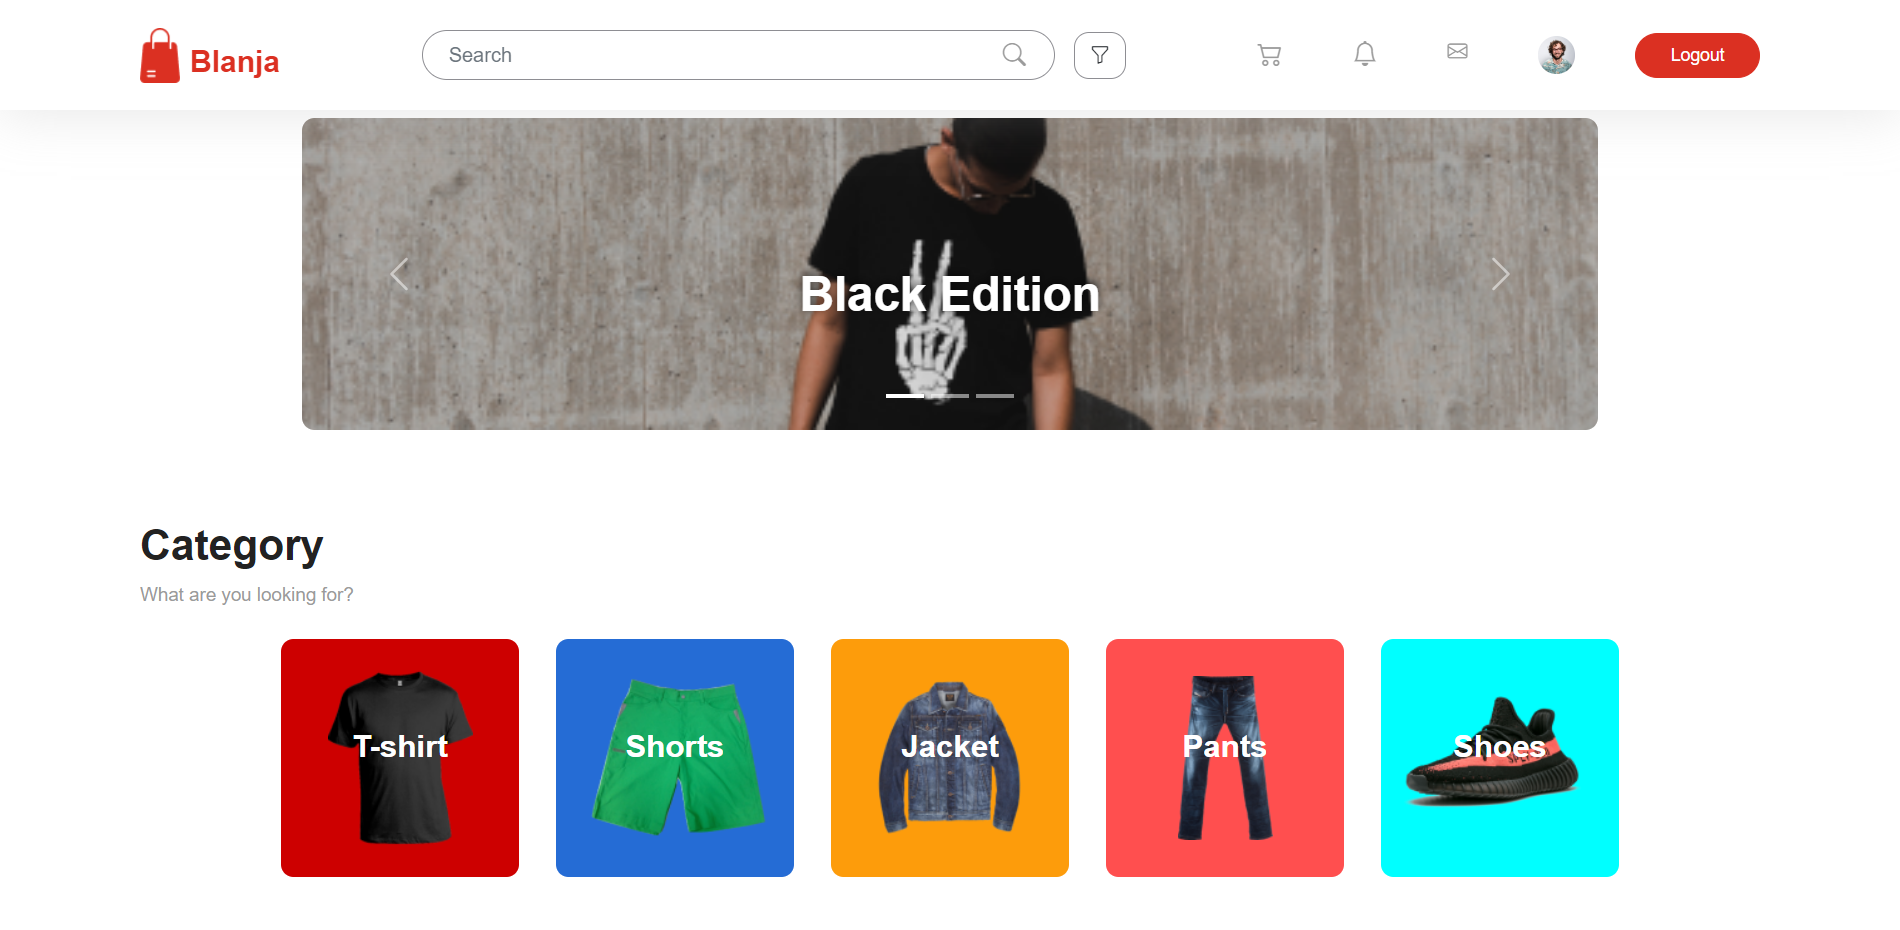 Blanja
Search
Logout
Black Edition
Category
What are you looking for?
T-shirt
Shorts
Jacket
Pants
Shoes